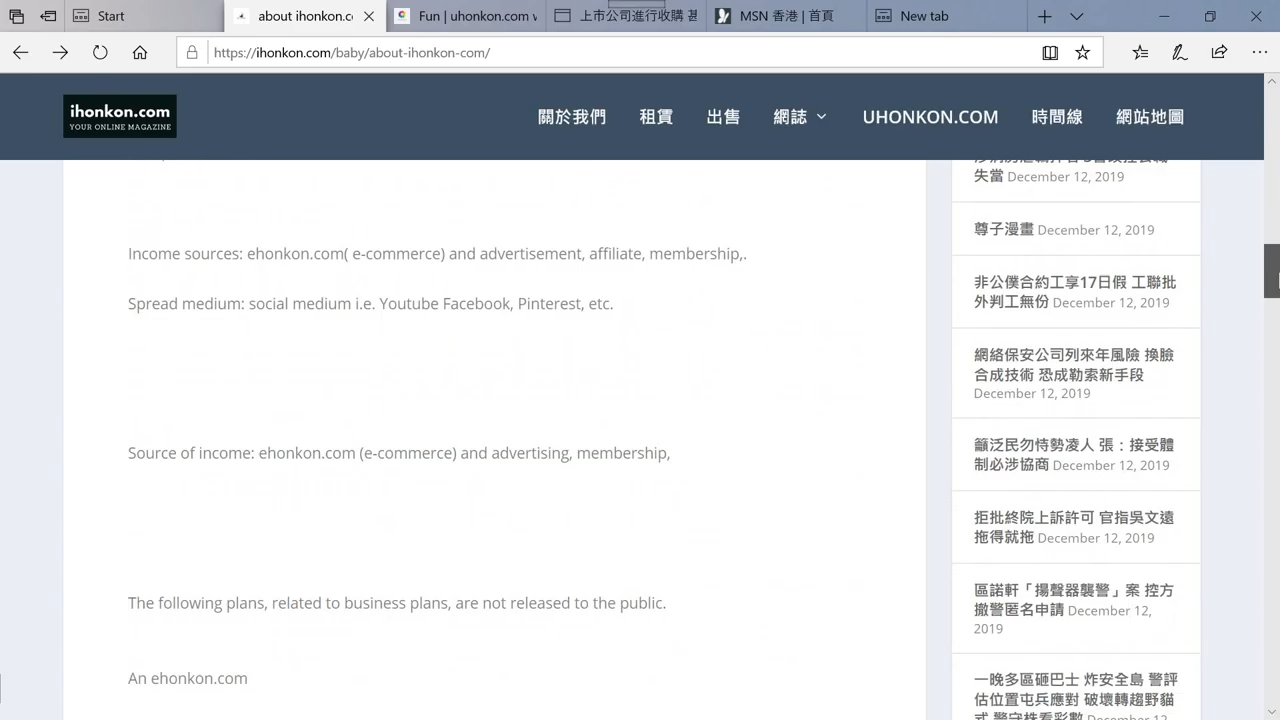 Start
about ihonkon.co
Fun | uhonkon.com v
上市公司進行收購 甚
MSN 香港 | 首頁
New tab
https://ihonkon.com/baby/about-ihonkon-com/
ihonkon.com
YOUR ONLINE MAGAZINE
關於我們
租賃
出售
網誌
UHONKON.COM
時間線
網站地圖
Income sources: ehonkon.com( e-commerce) and advertisement, affiliate, membership,.
Spread medium: social medium i.e. Youtube Facebook, Pinterest, etc.
Source of income: ehonkon.com (e-commerce) and advertising, membership,
The following plans, related to business plans, are not released to the public.
An ehonkon.com
失當 December 12, 2019
尊子漫畫 December 12, 2019
非公僕合約工享17日假 工聯批
外判工無份 December 12, 2019
網絡保安公司列來年風險 換臉
合成技術 恐成勒索新手段
December 12, 2019
籲泛民勿恃勢凌人 張：接受體
制必涉協商 December 12, 2019
拒批終院上訴許可 官指吳文遠
拖得就拖 December 12, 2019
區諾軒「揚聲器襲警」案 控方
撤警匿名申請 December 12,
2019
一晚多區砸巴士 炸安全島 警評
估位置屯兵應對 破壞轉趨野貓
式 警守株看彩數 December 12,